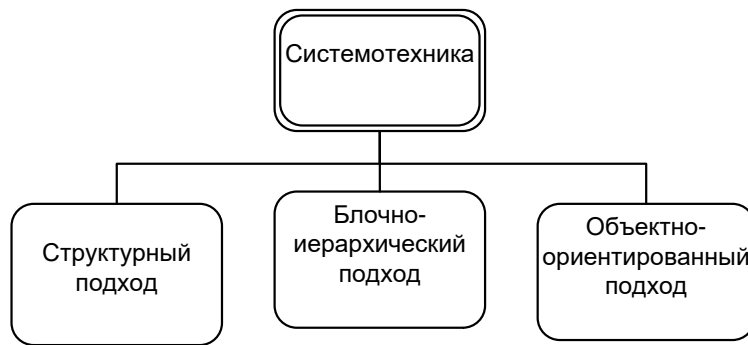 Системотехника
Структурный
подход
Блочно-
иерархический
подход
Объектно-
ориентированный
подход